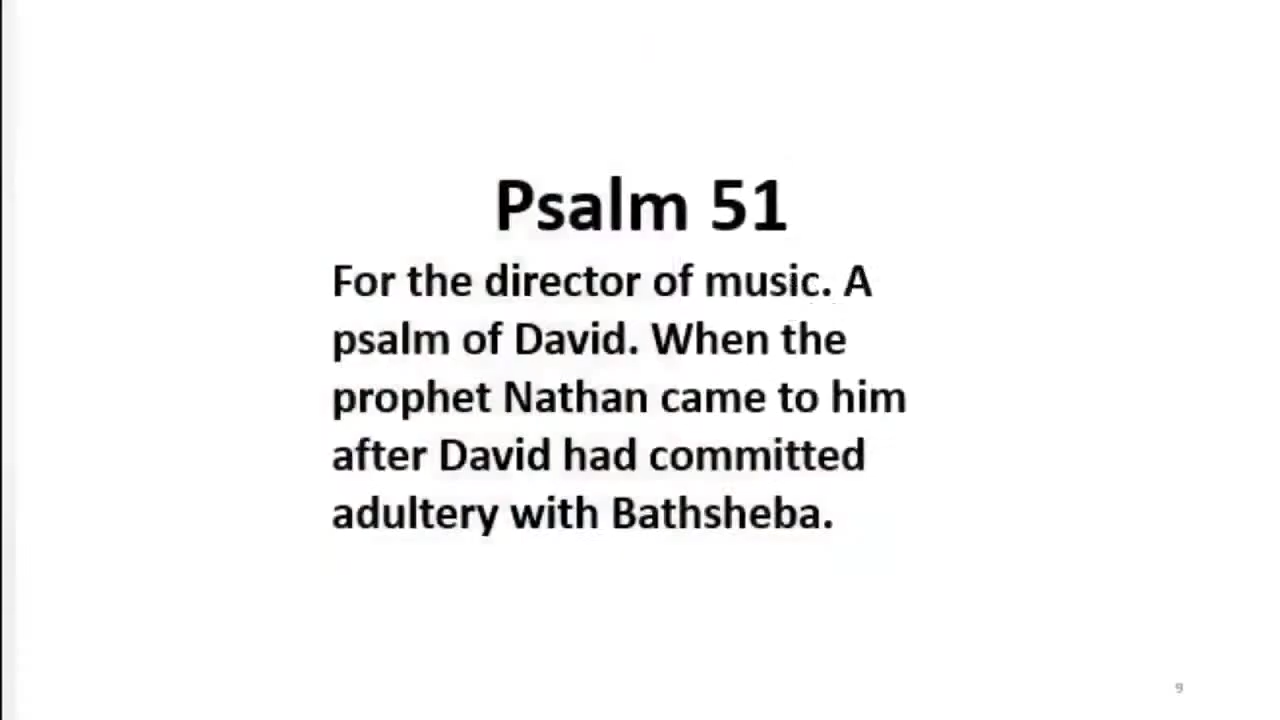 Psalm 51
For the director of music. A
psalm of David. When the
prophet Nathan came to him
after David had committed
adultery with Bathsheba.
9